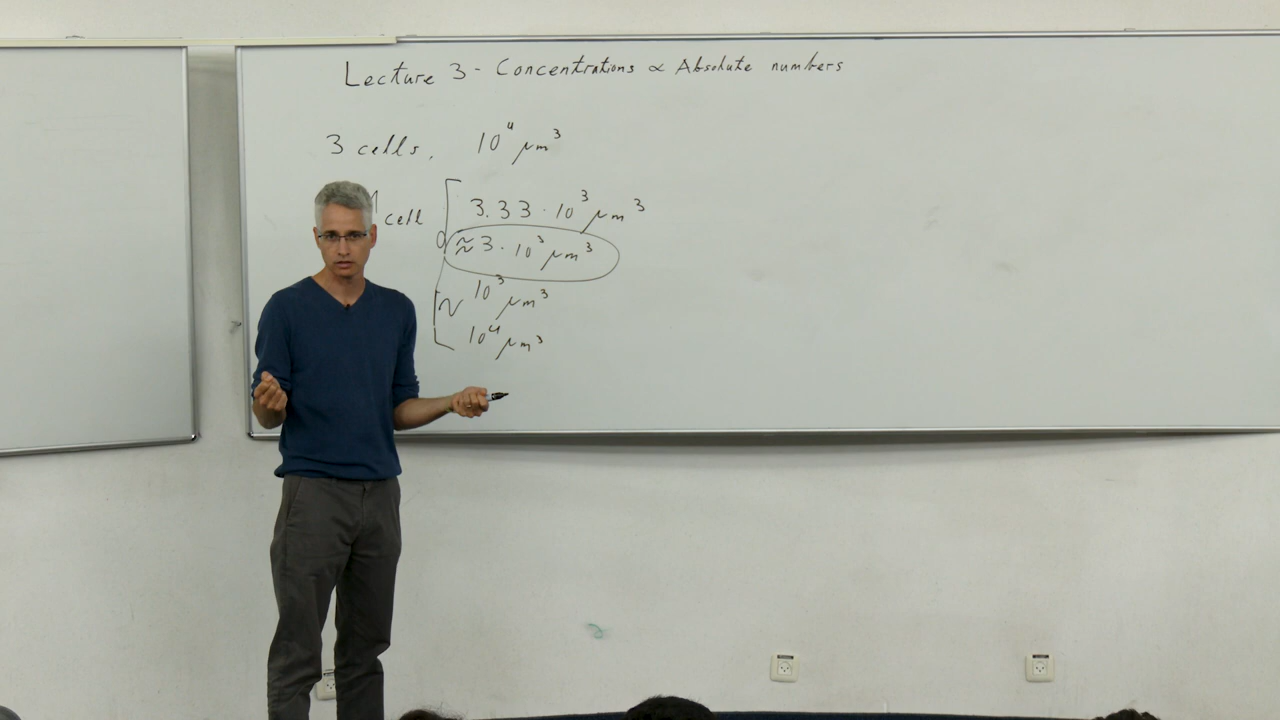 Lecture 3 - Concentrations ∝ Absolute numbers
3 cells, 10⁴ μm³
1 cell 3.33 · 10³ μm³
≈ 3 · 10³ μm³
~ 10³ μm³
10⁴ μm³